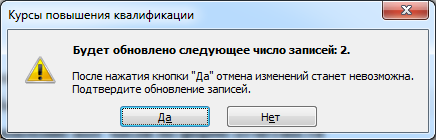 Курсы повышения квалификации
Будет обновлено следующее число записей: 2.
После нажатия кнопки "Да" отмена изменений станет невозможна.
Подтвердите обновление записей.
Да
Нет